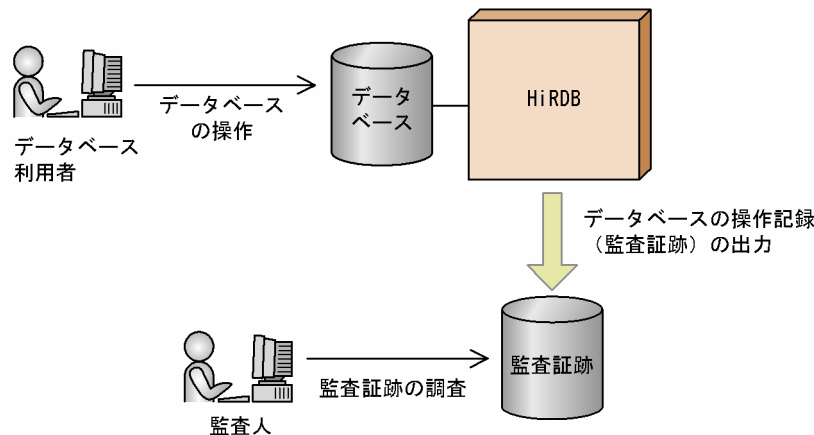 データベース
利用者
データベース
の操作
データ
ベース
HiRDB
データベースの操作記録
（監査証跡）の出力
監査人
監査証跡の調査
監査証跡